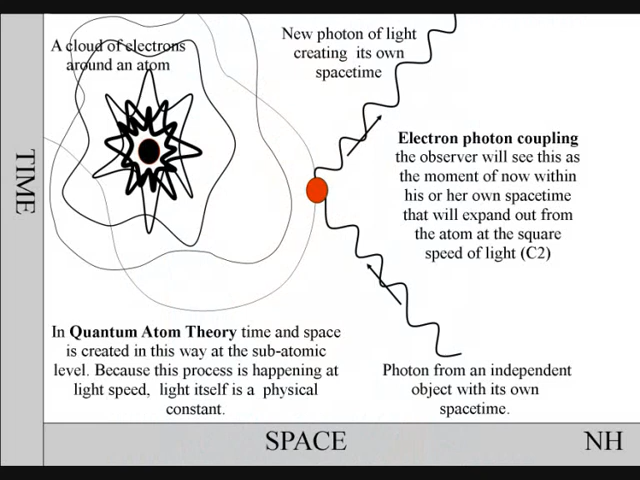 A cloud of electrons
around an atom
New photon of light
creating its own
spacetime
Electron photon coupling
the observer will see this as
the moment of now within
his or her own spacetime
that will expand out from
the atom at the square
speed of light (C2)
TIME
In Quantum Atom Theory time and space
is created in this way at the sub-atomic
level. Because this process is happening at
light speed, light itself is a physical
constant.
Photon from an independent
object with its own
spacetime.
SPACE
NH